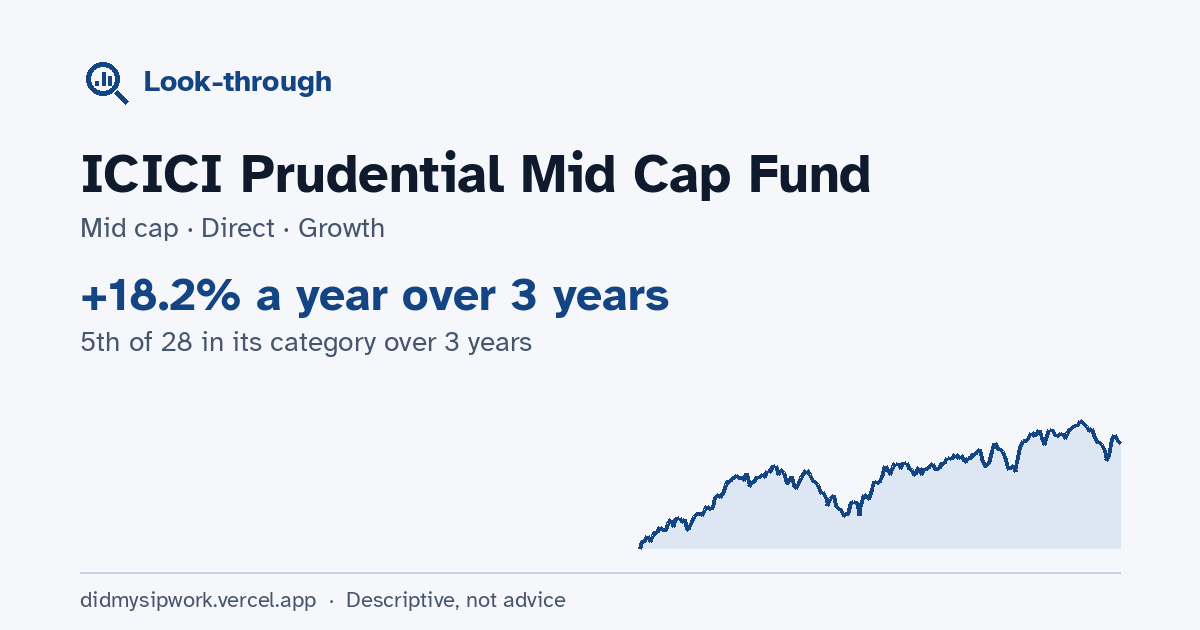 Look-through
ICICI Prudential Mid Cap Fund
Mid cap · Direct · Growth
+18.2% a year over 3 years
5th of 28 in its category over 3 years
didmysipwork.vercel.app · Descriptive, not advice